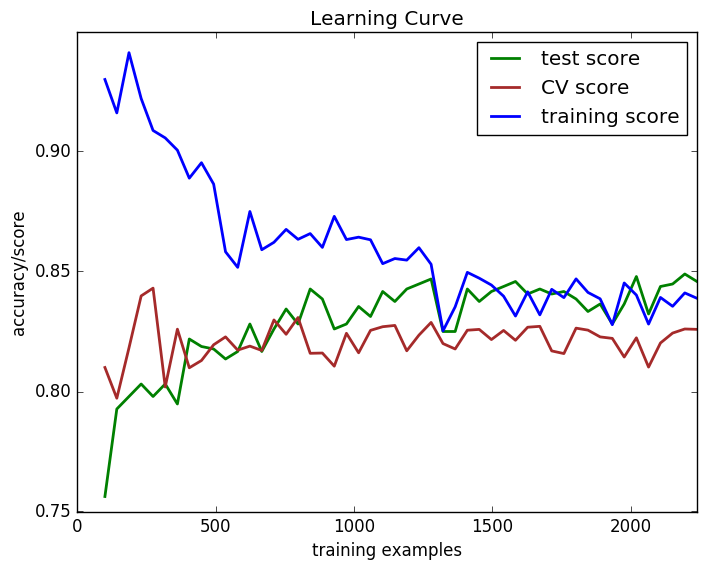 Learning Curve
test score
CV score
training score
accuracy/score
0.90
0.85
0.80
0.75
0 500 1000 1500 2000
training examples